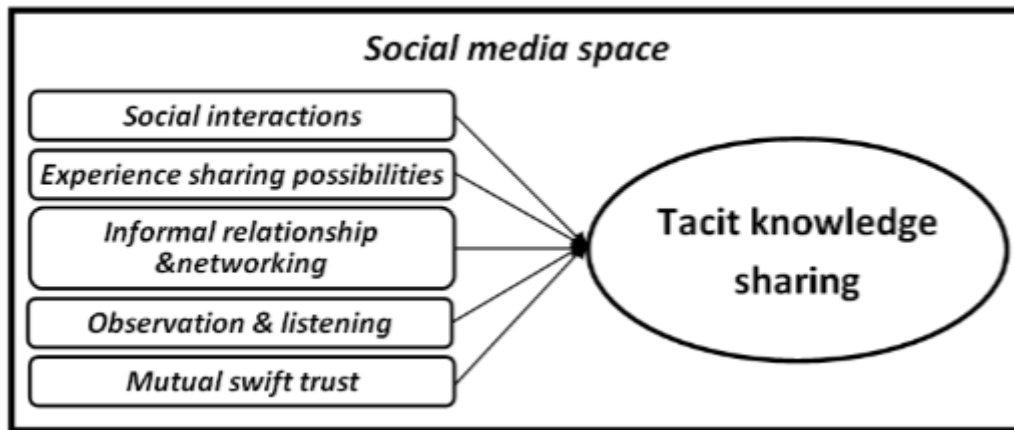 Social media space
Social interactions
Experience sharing possibilities
Informal relationship
&networking
Observation & listening
Mutual swift trust
Tacit knowledge
sharing